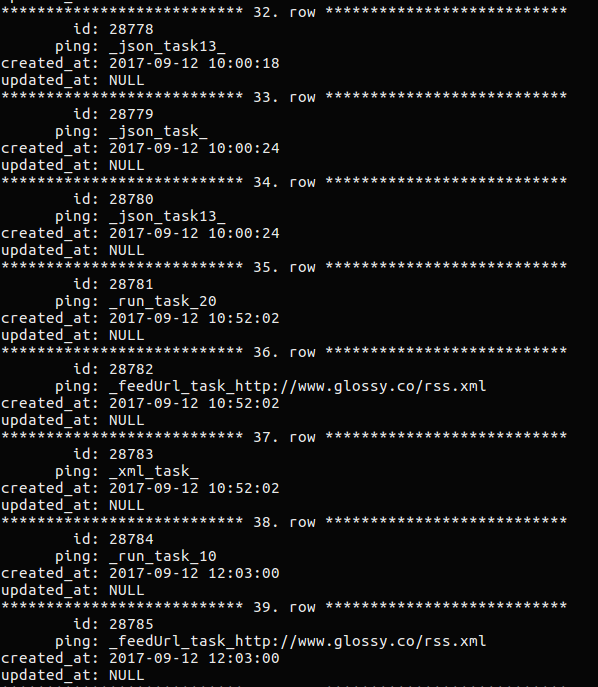 *************************** 32. row ***************************
id: 28778
ping: _json_task13_
created_at: 2017-09-12 10:00:18
updated_at: NULL
*************************** 33. row ***************************
id: 28779
ping: _json_task_
created_at: 2017-09-12 10:00:24
updated_at: NULL
*************************** 34. row ***************************
id: 28780
ping: _json_task13_
created_at: 2017-09-12 10:00:24
updated_at: NULL
*************************** 35. row ***************************
id: 28781
ping: _run_task_20
created_at: 2017-09-12 10:52:02
updated_at: NULL
*************************** 36. row ***************************
id: 28782
ping: _feedUrl_task_http://www.glossy.co/rss.xml
created_at: 2017-09-12 10:52:02
updated_at: NULL
*************************** 37. row ***************************
id: 28783
ping: _xml_task_
created_at: 2017-09-12 10:52:02
updated_at: NULL
*************************** 38. row ***************************
id: 28784
ping: _run_task_10
created_at: 2017-09-12 12:03:00
updated_at: NULL
*************************** 39. row ***************************
id: 28785
ping: _feedUrl_task_http://www.glossy.co/rss.xml
created_at: 2017-09-12 12:03:00
updated_at: NULL